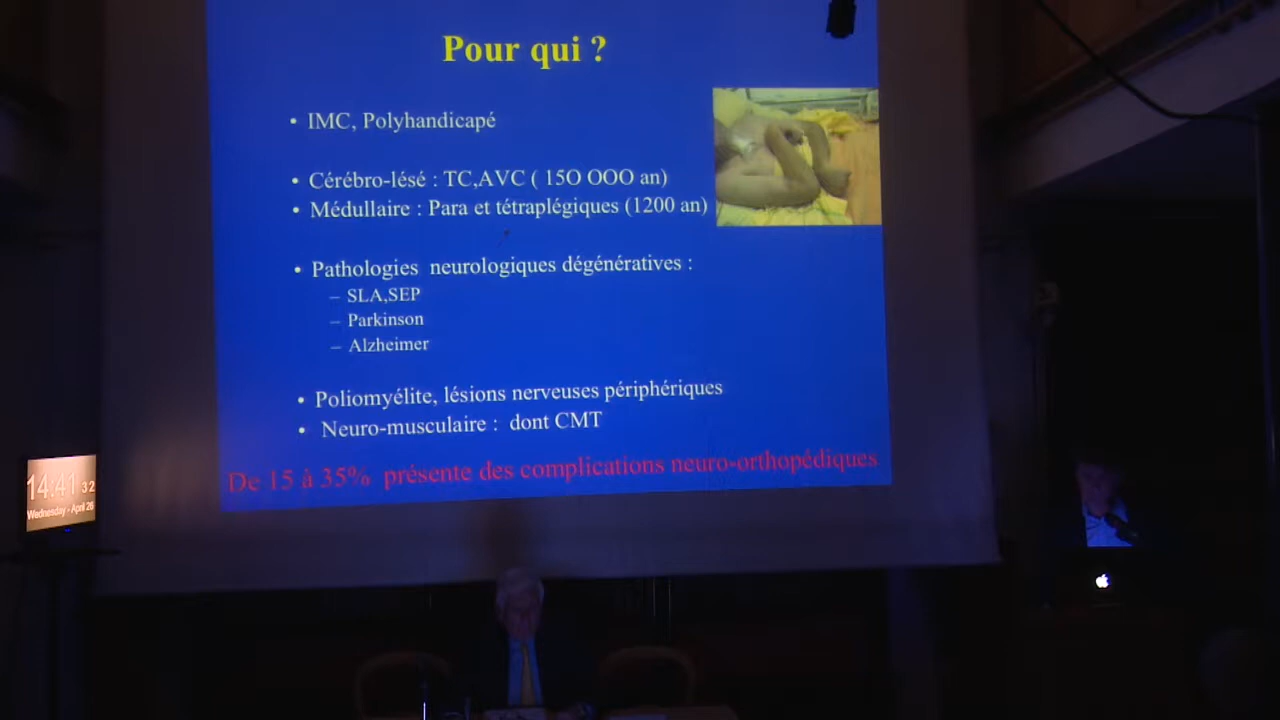 Pour qui ?
• IMC, Polyhandicapé
• Cérébro-lésé : TC,AVC ( 15O OOO an)
• Médullaire : Para et tétraplégiques (1200 an)
• Pathologies neurologiques dégénératives :
– SLA,SEP
– Parkinson
– Alzheimer
• Poliomyélite, lésions nerveuses périphériques
• Neuro-musculaire : dont CMT
De 15 à 35% présente des complications neuro-orthopédiques
14:41 32
Wednesday - April 26